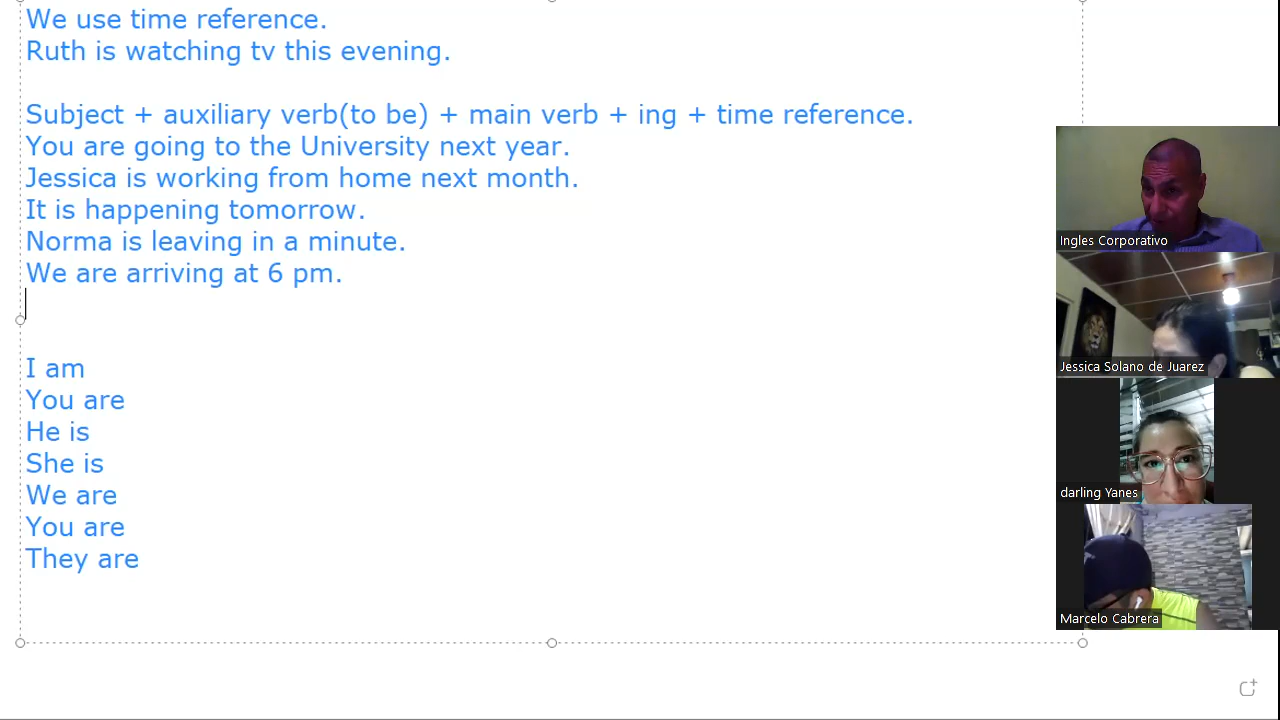 We use time reference.
Ruth is watching tv this evening.
Subject + auxiliary verb(to be) + main verb + ing + time reference.
You are going to the University next year.
Jessica is working from home next month.
It is happening tomorrow.
Norma is leaving in a minute.
We are arriving at 6 pm.
I am
You are
He is
She is
We are
You are
They are
Ingles Corporativo
Jessica Solano de Juarez
darling Yanes
Marcelo Cabrera